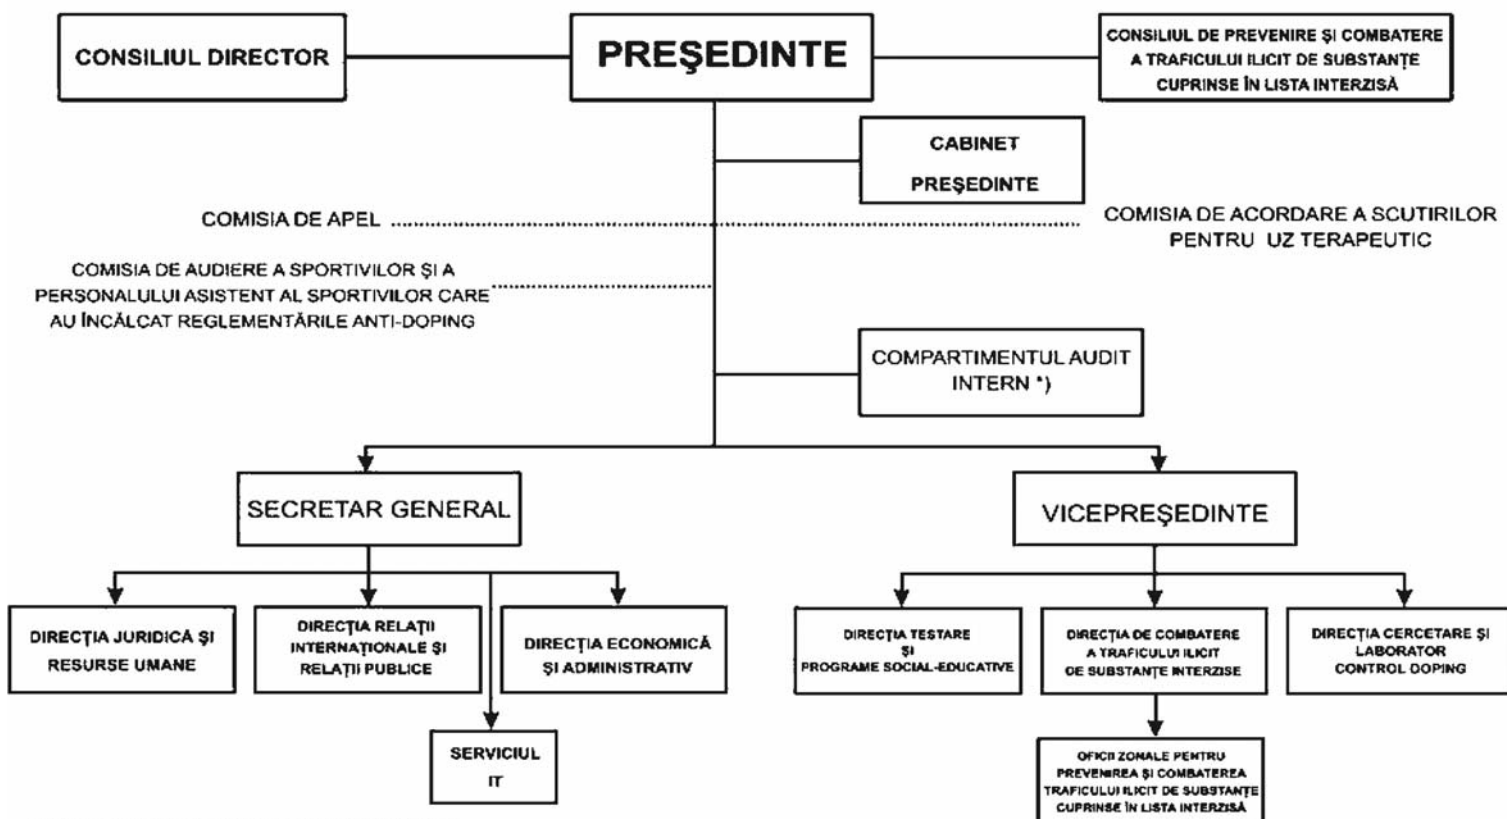 CONSILIUL DIRECTOR
PREŞEDINTE
CONSILIUL DE PREVENIRE ŞI COMBATERE
A TRAFICULUI ILICIT DE SUBSTANŢE
CUPRINSE ÎN LISTA INTERZISĂ
CABINET
PREŞEDINTE
COMISIA DE APEL
COMISIA DE ACORDARE A SCUTIRILOR
PENTRU UZ TERAPEUTIC
COMISIA DE AUDIERE A SPORTIVILOR ŞI A
PERSONALULUI ASISTENT AL SPORTIVILOR CARE
AU ÎNCĂLCAT REGLEMENTĂRILE ANTI-DOPING
COMPARTIMENTUL AUDIT
INTERN *)
SECRETAR GENERAL
VICEPREŞEDINTE
DIRECŢIA JURIDICĂ ŞI
RESURSE UMANE
DIRECŢIA RELAŢII
INTERNAŢIONALE ŞI
RELAŢII PUBLICE
DIRECŢIA ECONOMICĂ
ŞI ADMINISTRATIV
DIRECŢIA TESTARE
ŞI
PROGRAME SOCIAL-EDUCATIVE
DIRECŢIA DE COMBATERE
A TRAFICULUI ILICIT
DE SUBSTANŢE INTERZISE
DIRECŢIA CERCETARE ŞI
LABORATOR
CONTROL DOPING
SERVICIUL
IT
OFICII ZONALE PENTRU
PREVENIREA ŞI COMBATEREA
TRAFICULUI ILICIT DE SUBSTANŢE
CUPRINSE ÎN LISTA INTERZISĂ